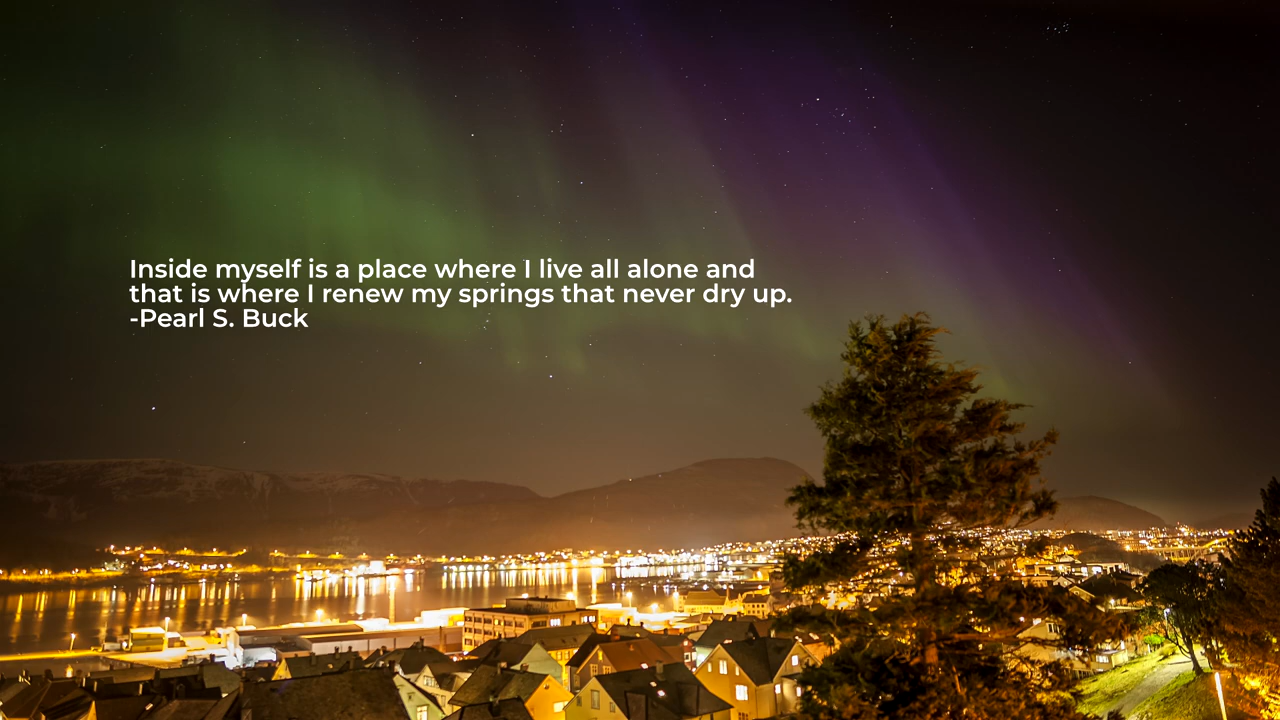 Inside myself is a place where I live all alone and
that is where I renew my springs that never dry up.
-Pearl S. Buck